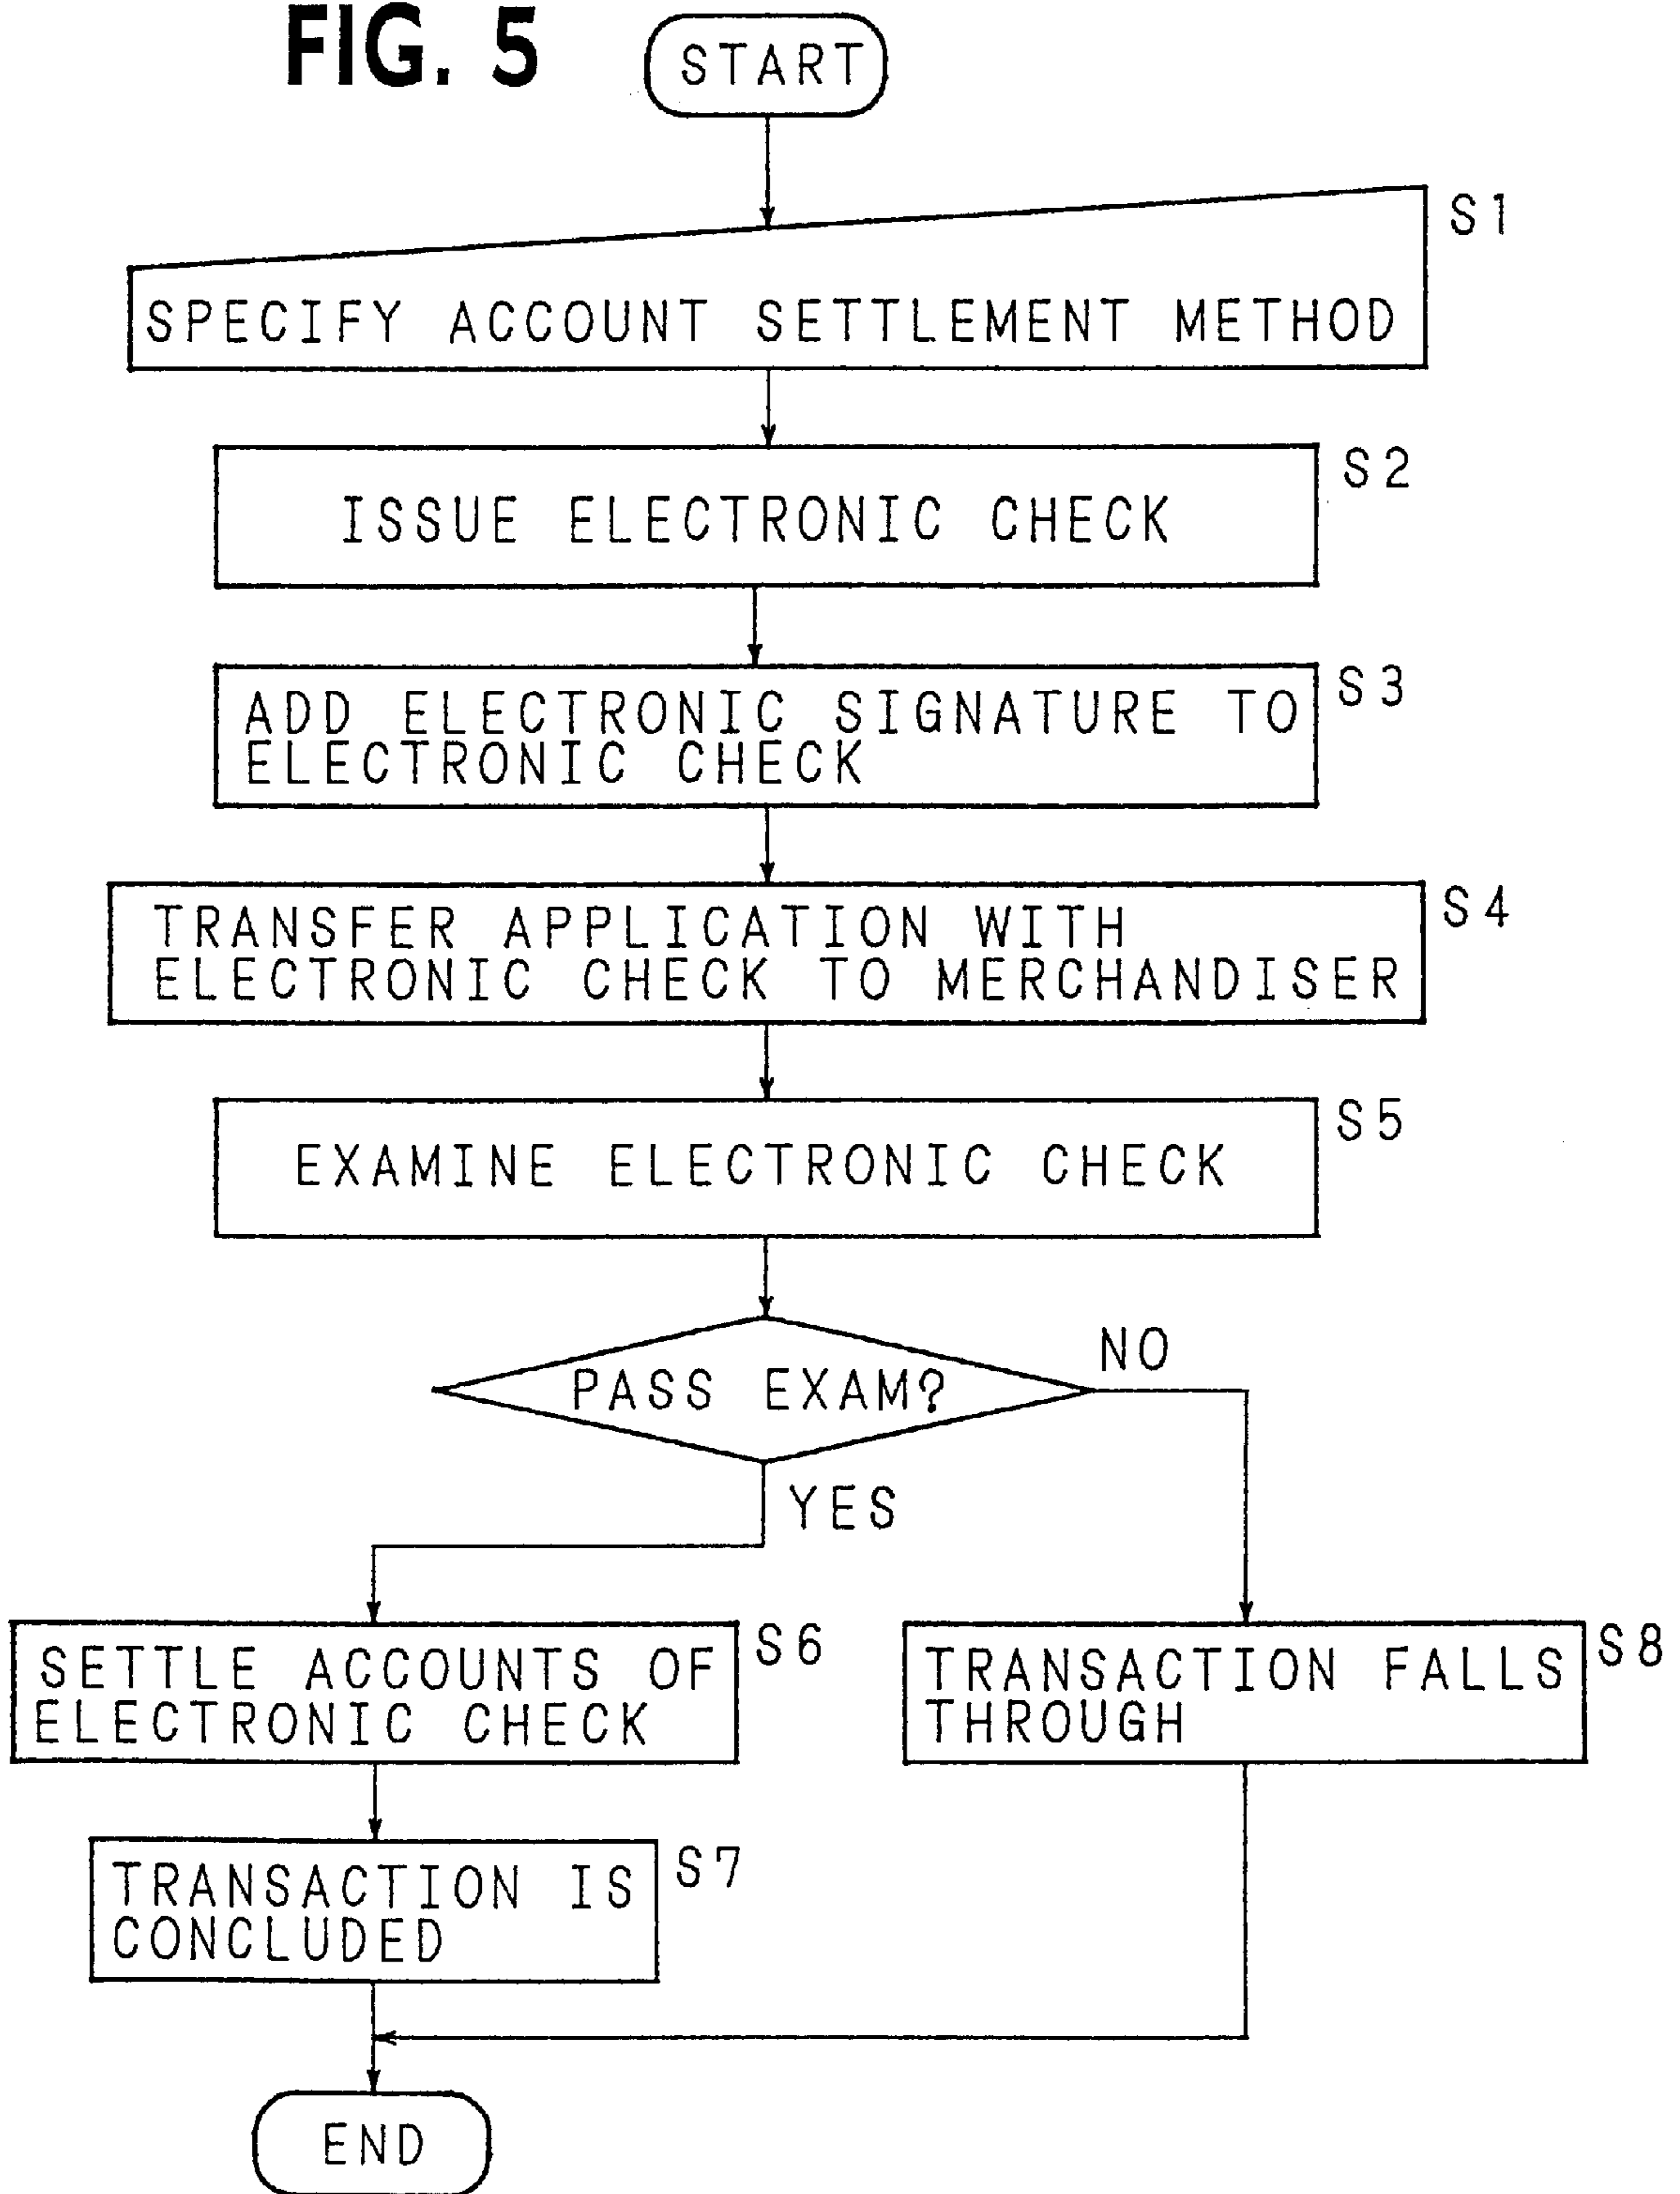 FIG. 5
START
S1
SPECIFY ACCOUNT SETTLEMENT METHOD
S2
ISSUE ELECTRONIC CHECK
S3
ADD ELECTRONIC SIGNATURE TO
ELECTRONIC CHECK
S4
TRANSFER APPLICATION WITH
ELECTRONIC CHECK TO MERCHANDISER
S5
EXAMINE ELECTRONIC CHECK
PASS EXAM?
NO
YES
S6
SETTLE ACCOUNTS OF
ELECTRONIC CHECK
S8
TRANSACTION FALLS
THROUGH
S7
TRANSACTION IS
CONCLUDED
END